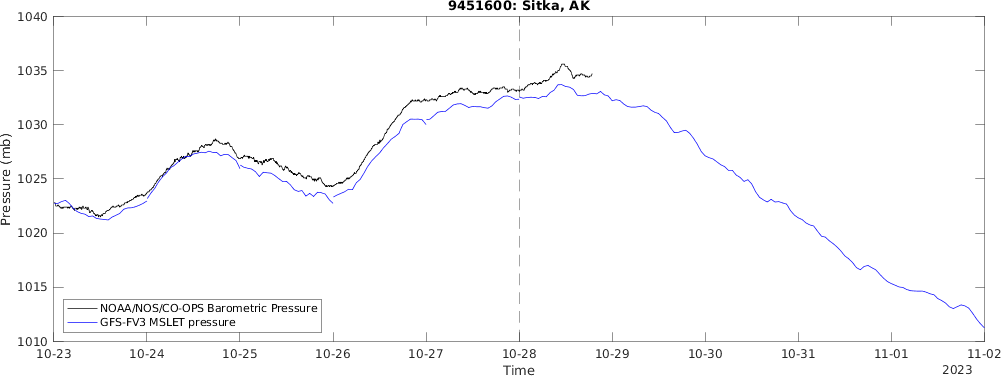 9451600: Sitka, AK
1040
1035
1030
1025
1020
1015
1010
Pressure (mb)
NOAA/NOS/CO-OPS Barometric Pressure
GFS-FV3 MSLET pressure
10-23 10-24 10-25 10-26 10-27 10-28 10-29 10-30 10-31 11-01 11-02
Time
2023